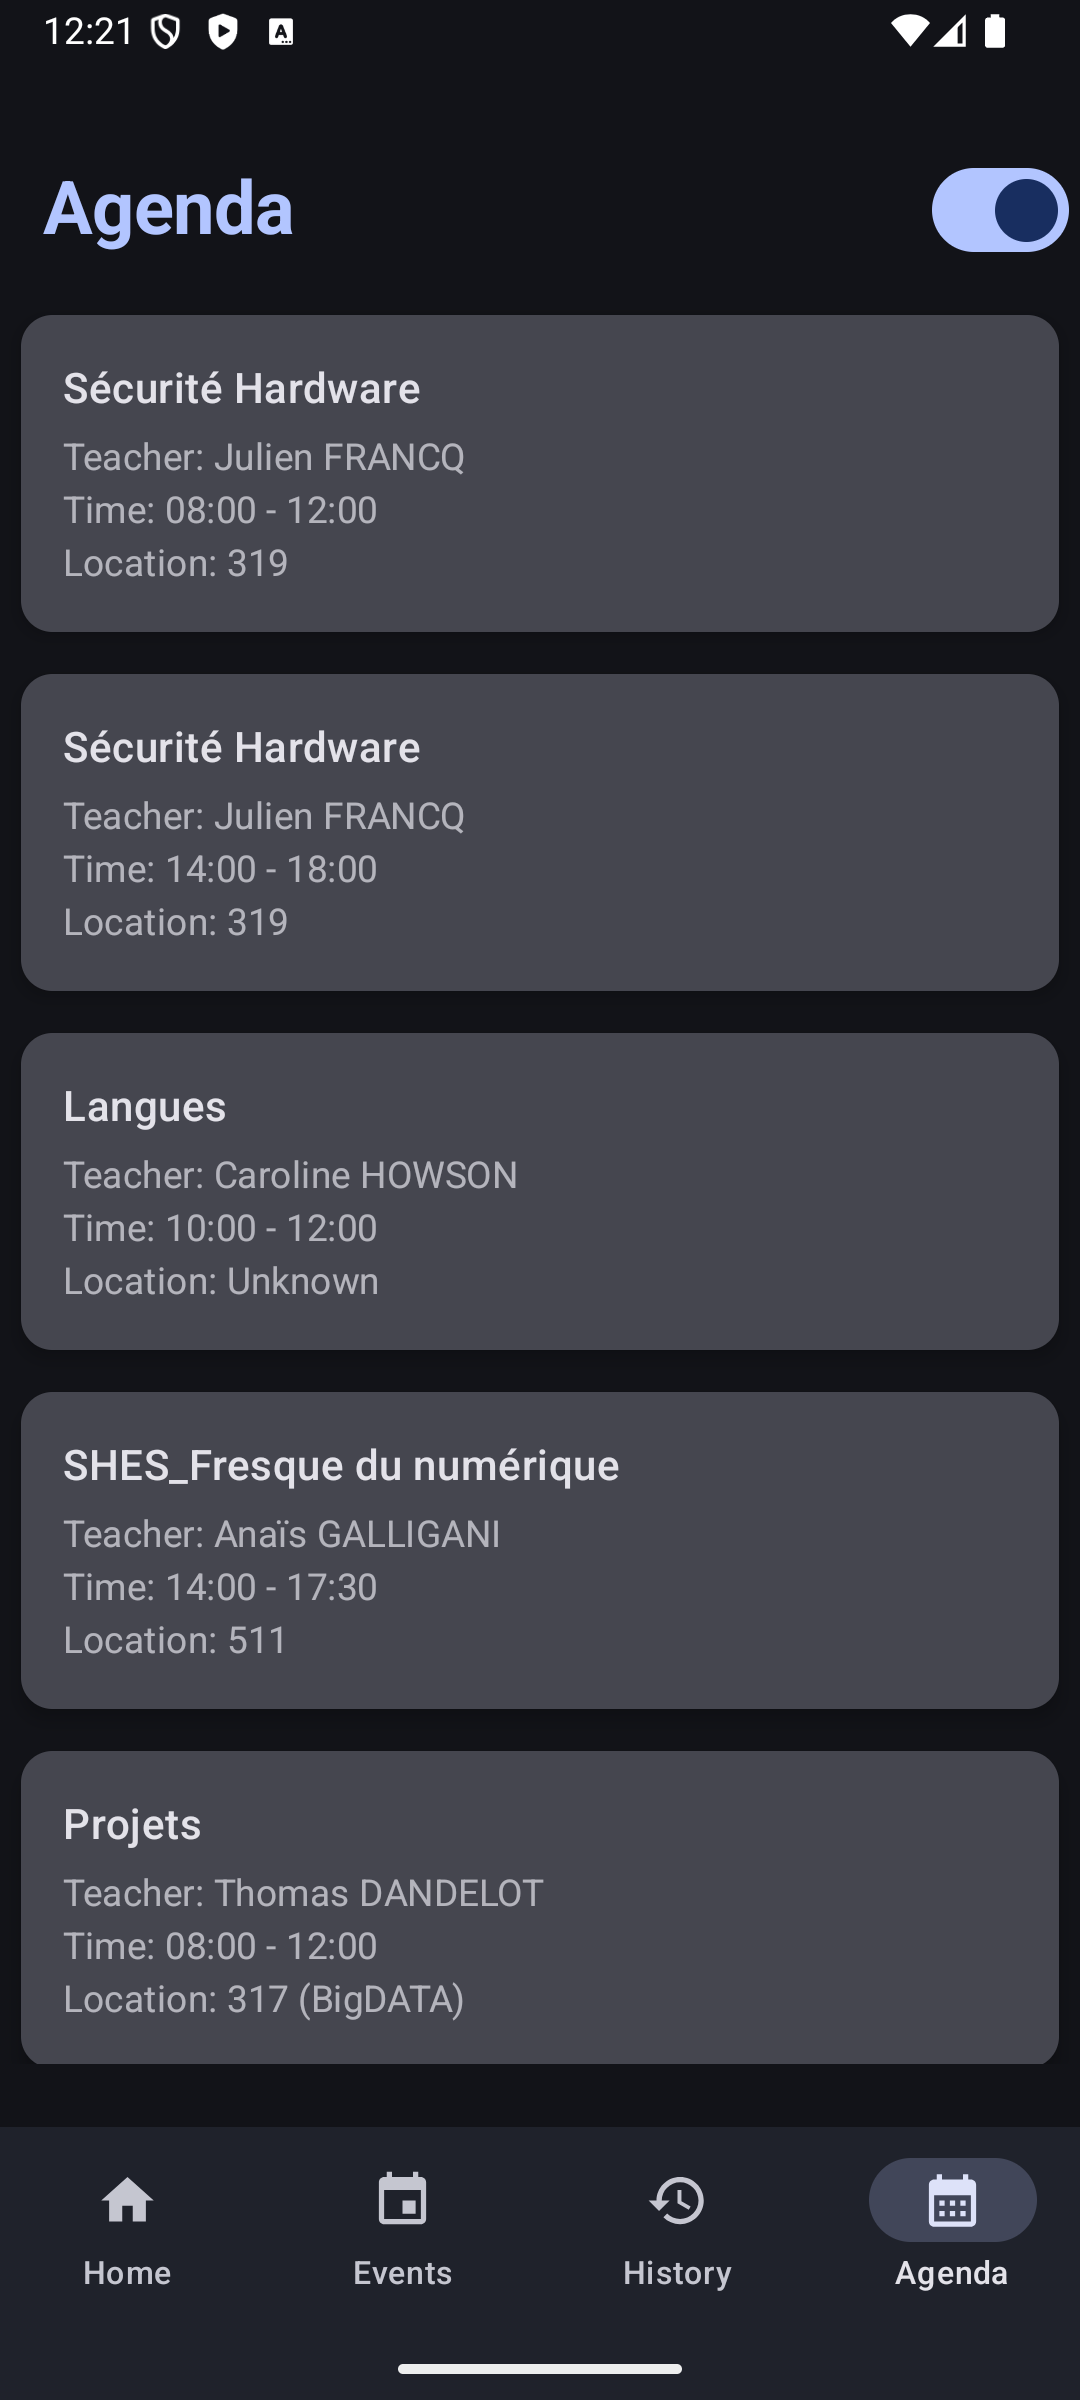 12:21
Agenda
Sécurité Hardware
Teacher: Julien FRANCQ
Time: 08:00 - 12:00
Location: 319
Sécurité Hardware
Teacher: Julien FRANCQ
Time: 14:00 - 18:00
Location: 319
Langues
Teacher: Caroline HOWSON
Time: 10:00 - 12:00
Location: Unknown
SHES_Fresque du numérique
Teacher: Anaïs GALLIGANI
Time: 14:00 - 17:30
Location: 511
Projets
Teacher: Thomas DANDELOT
Time: 08:00 - 12:00
Location: 317 (BigDATA)
Home Events History Agenda